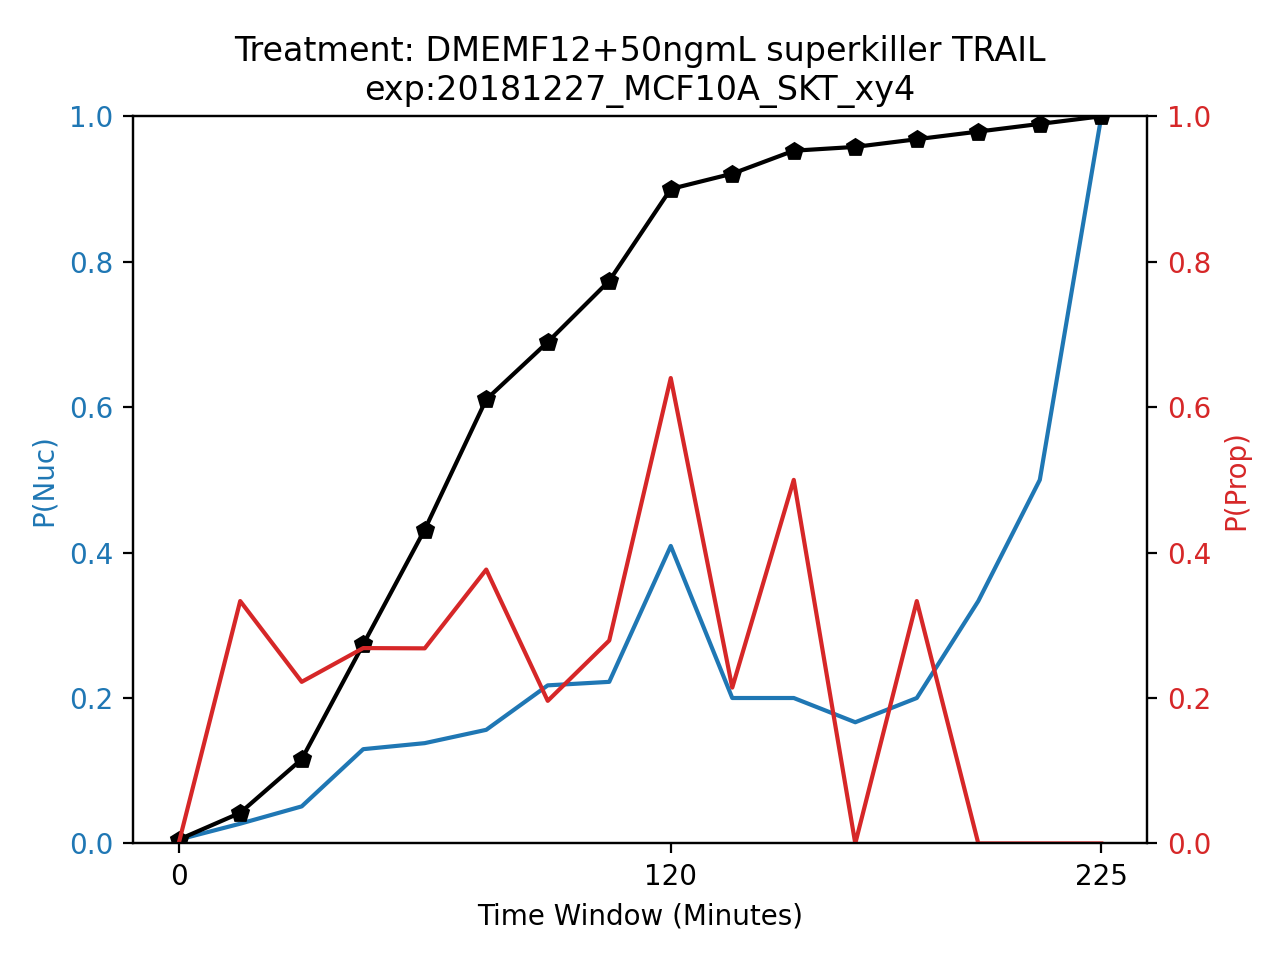 Treatment: DMEMF12+50ngmL superkiller TRAIL
exp:20181227_MCF10A_SKT_xy4
1.0
0.8
0.6
0.4
0.2
0.0
P(Nuc)
1.0
0.8
0.6
0.4
0.2
0.0
P(Prop)
0 120 225
Time Window (Minutes)